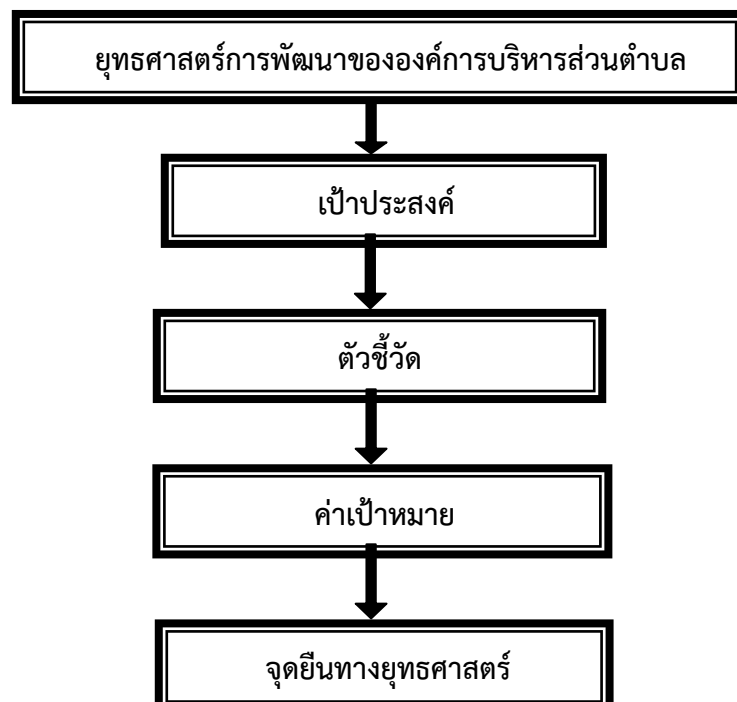 ยุทธศาสตร์การพัฒนาขององค์การบริหารส่วนตำบล
เป้าประสงค์
ตัวชี้วัด
ค่าเป้าหมาย
จุดยืนทางยุทธศาสตร์